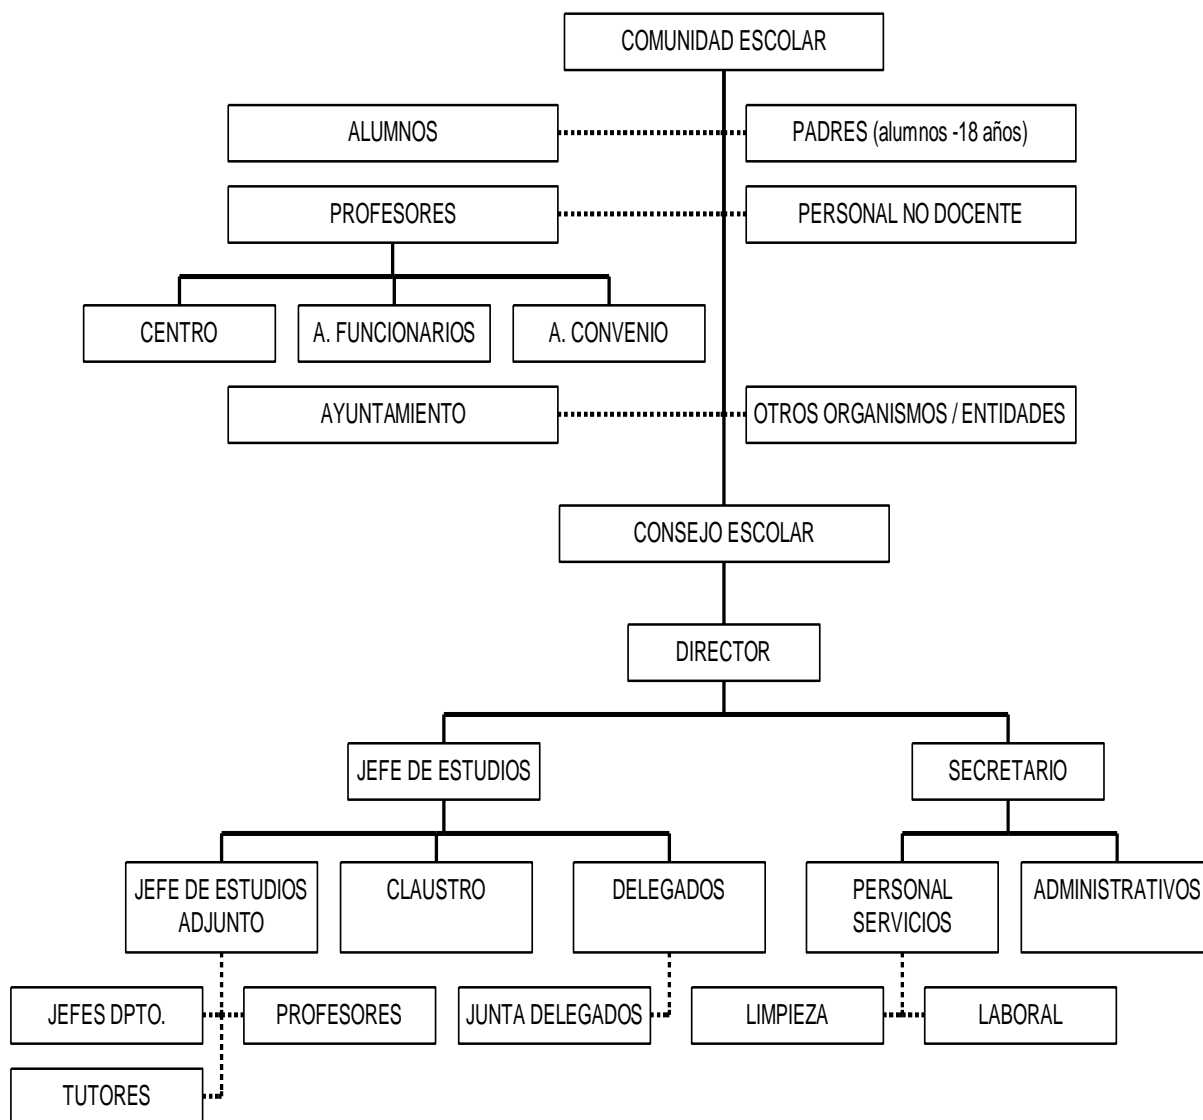 COMUNIDAD ESCOLAR
ALUMNOS
PADRES (alumnos -18 años)
PROFESORES
PERSONAL NO DOCENTE
CENTRO
A. FUNCIONARIOS
A. CONVENIO
AYUNTAMIENTO
OTROS ORGANISMOS / ENTIDADES
CONSEJO ESCOLAR
DIRECTOR
JEFE DE ESTUDIOS
SECRETARIO
JEFE DE ESTUDIOS
ADJUNTO
CLAUSTRO
DELEGADOS
PERSONAL
SERVICIOS
ADMINISTRATIVOS
JEFES DPTO.
PROFESORES
JUNTA DELEGADOS
LIMPIEZA
LABORAL
TUTORES